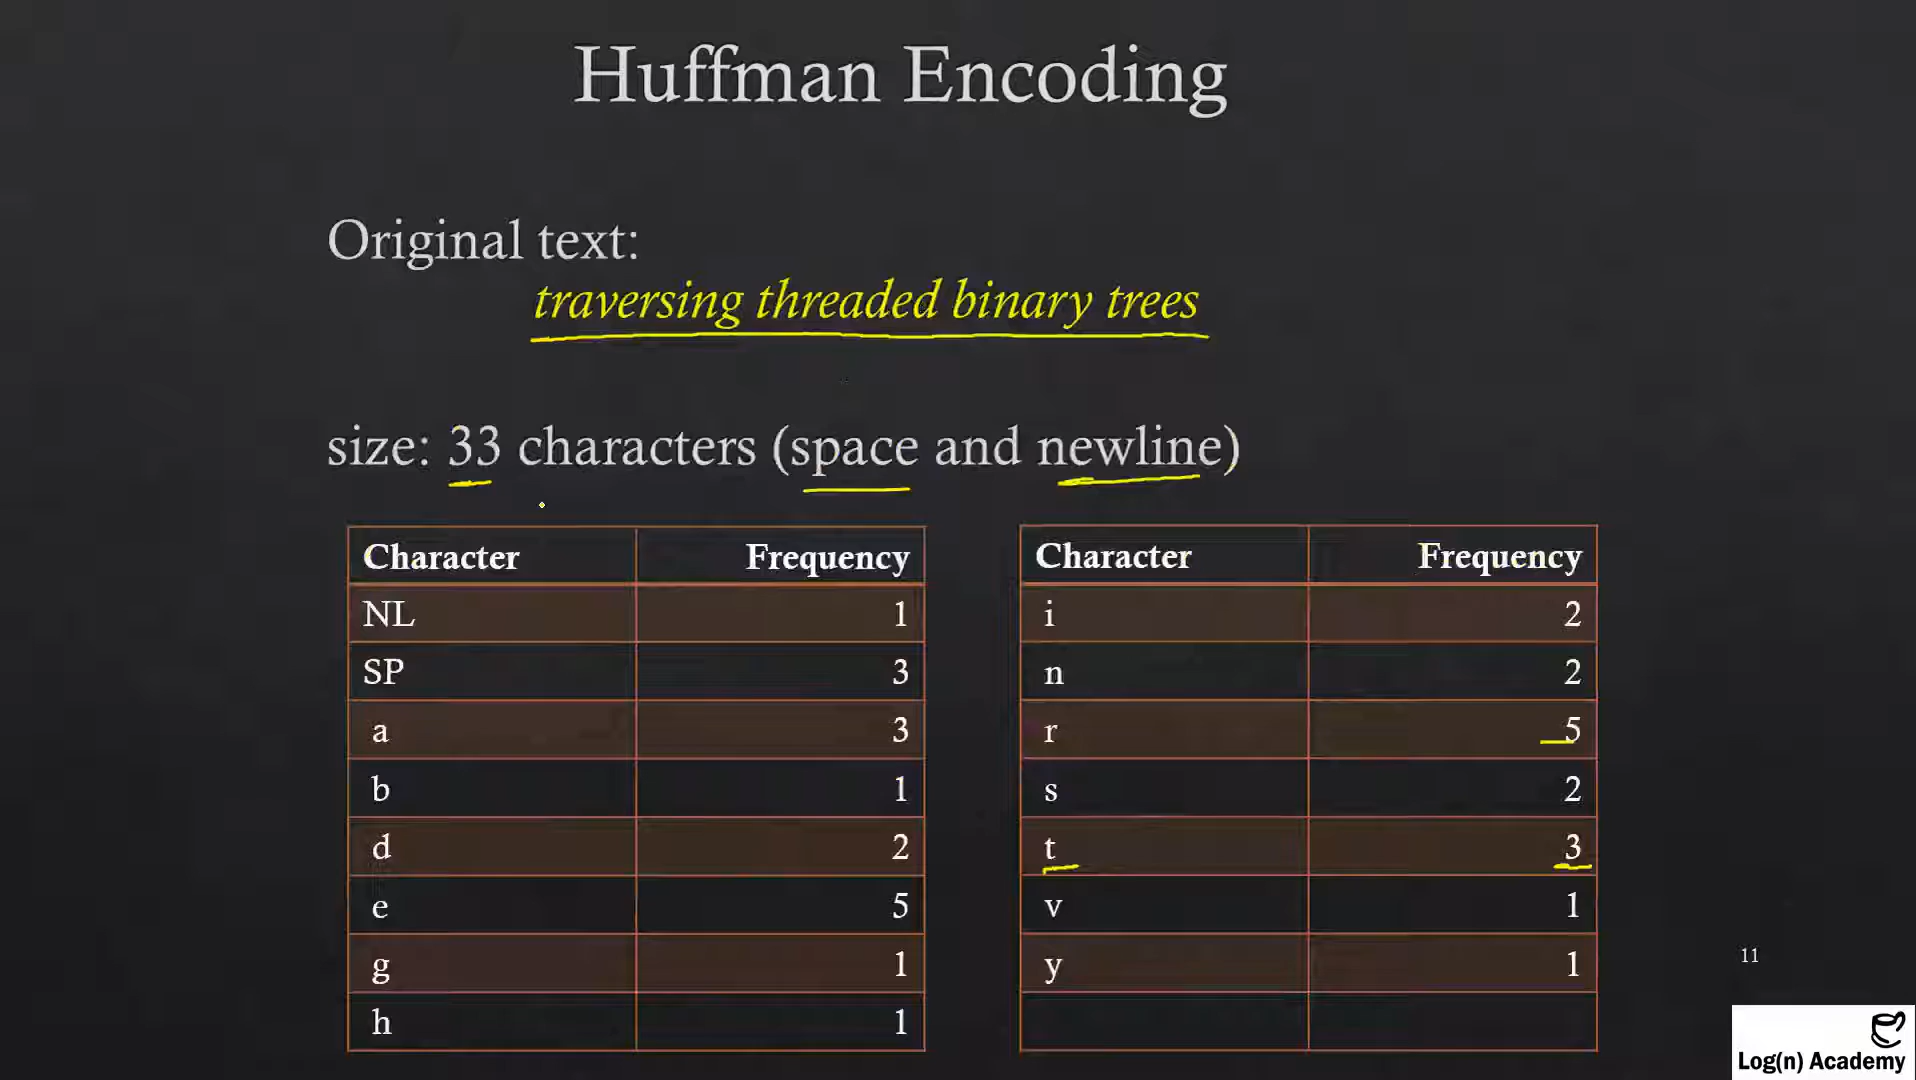 Huffman Encoding
Original text:
traversing threaded binary trees
size: 33 characters (space and newline)
Character Frequency
NL 1
SP 3
a 3
b 1
d 2
e 5
g 1
h 1
Character Frequency
i 2
n 2
r 5
s 2
t 3
v 1
y 1
11
Log(n) Academy